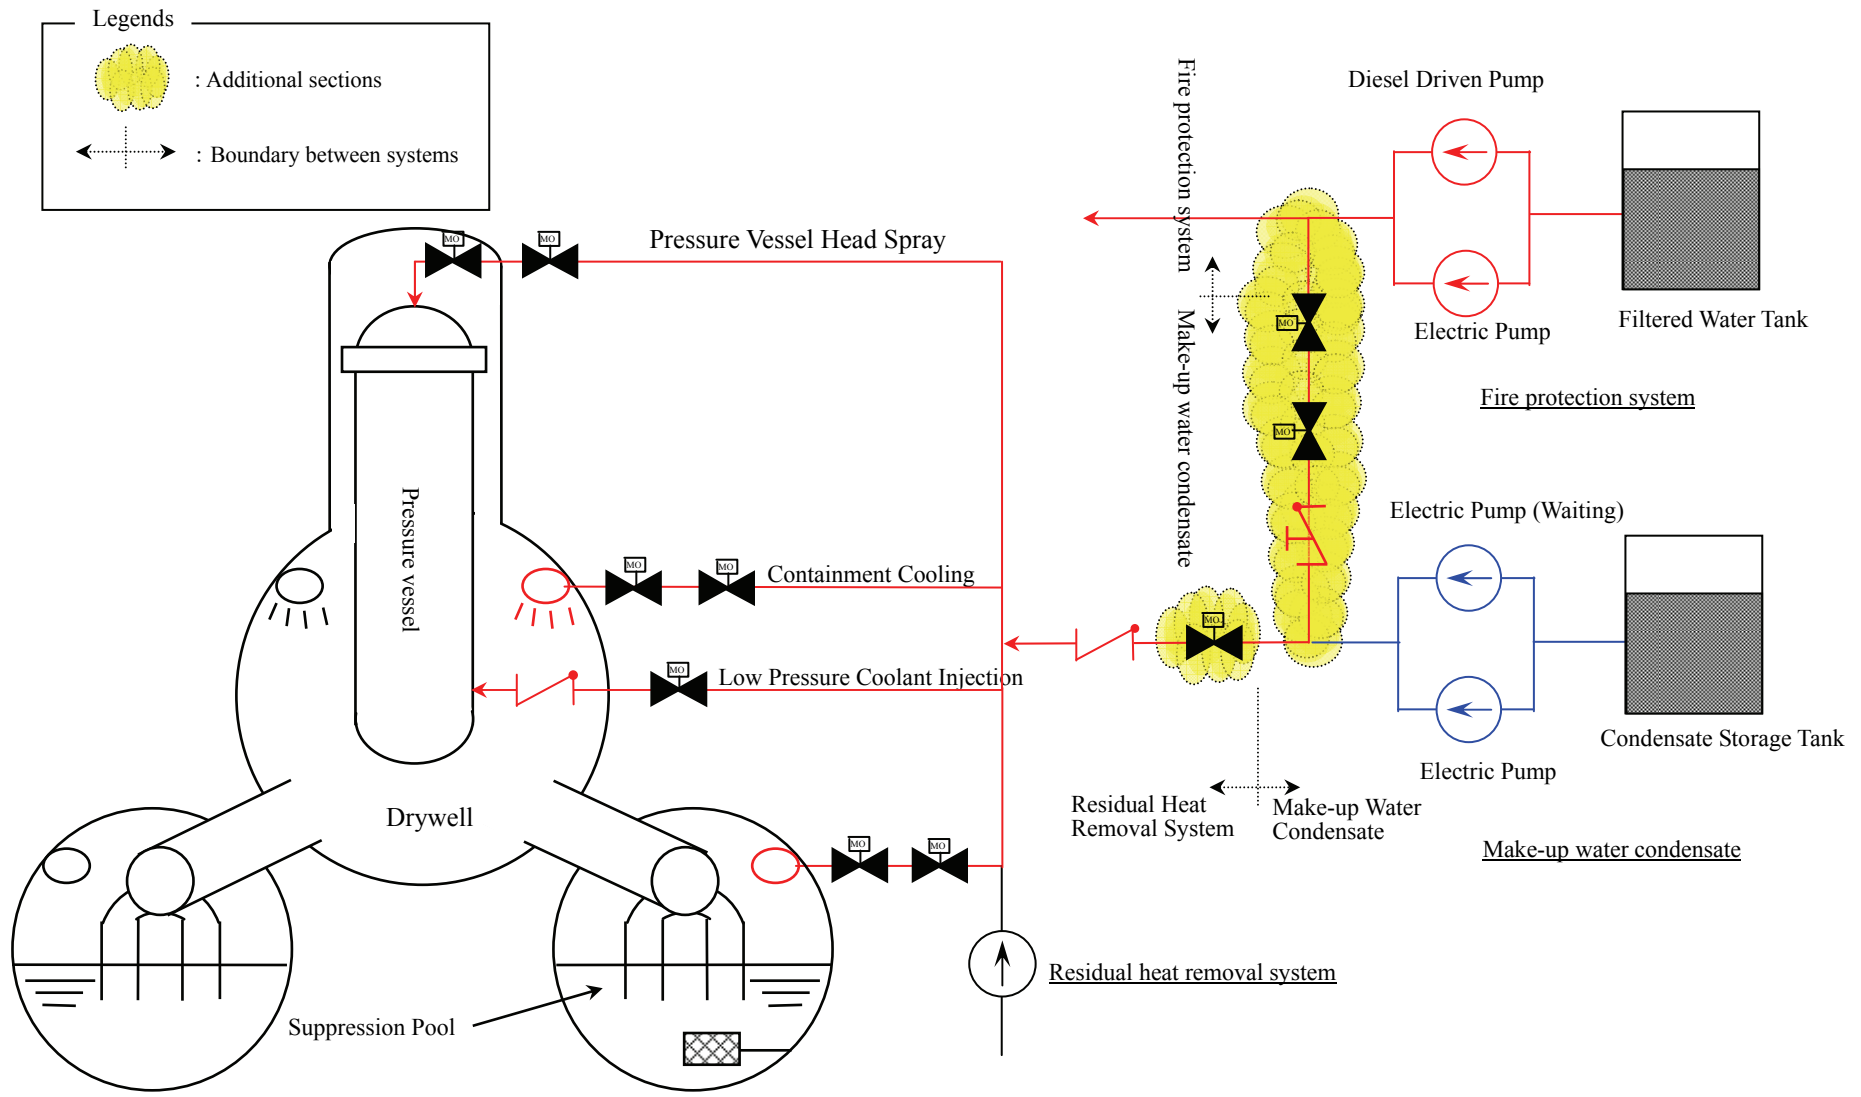 Legends
: Additional sections
: Boundary between systems
Fire protection system
Make-up water condensate
Diesel Driven Pump
Electric Pump
Filtered Water Tank
Fire protection system
MO
MO
Pressure Vessel Head Spray
MO
MO
Pressure vessel
Electric Pump (Waiting)
MO
MO
Containment Cooling
MO
MO
Low Pressure Coolant Injection
Condensate Storage Tank
Electric Pump
Residual Heat
Removal System
Make-up Water
Condensate
Make-up water condensate
Drywell
MO
MO
Residual heat removal system
Suppression Pool